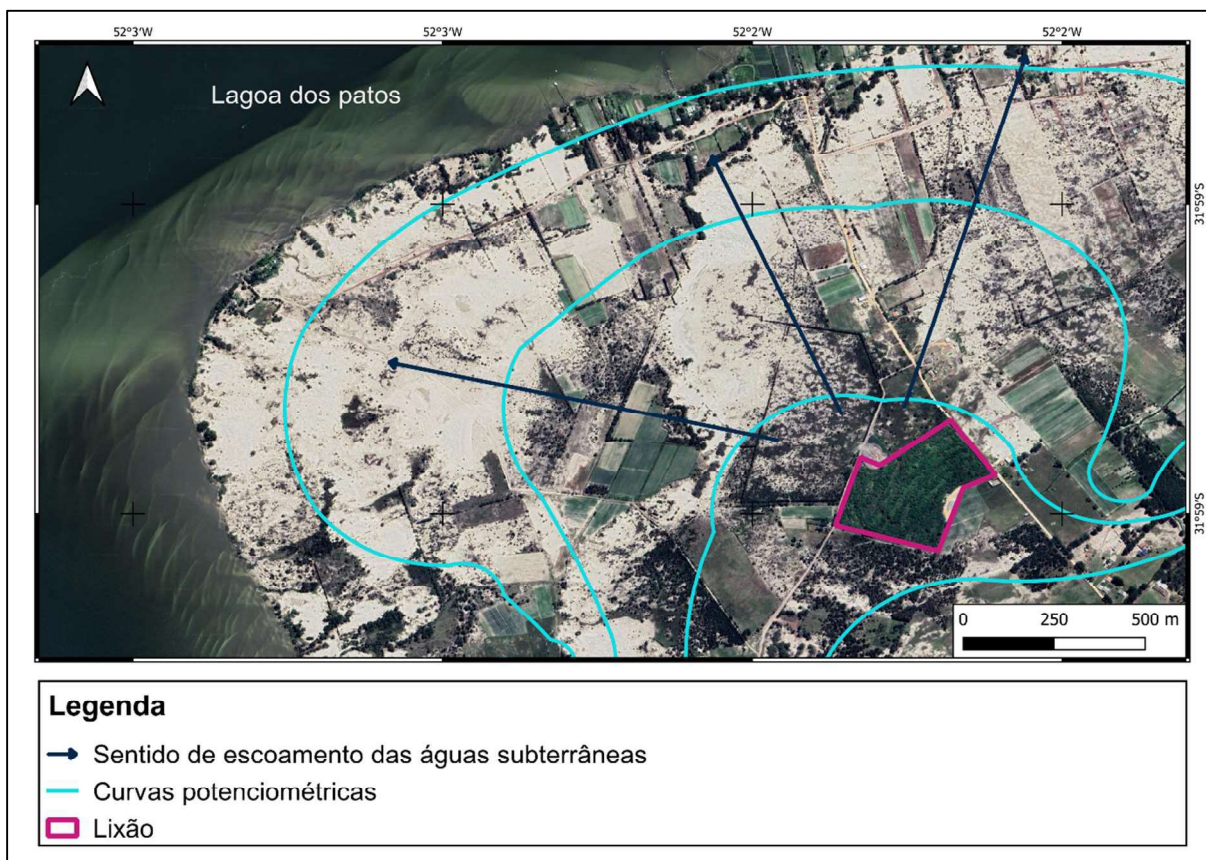 52°3'W 52°3'W 52°2'W 52°2'W
Lagoa dos patos
31°59'S
31°59'S
0 250 500 m
Legenda
Sentido de escoamento das águas subterrâneas
Curvas potenciométricas
Lixão